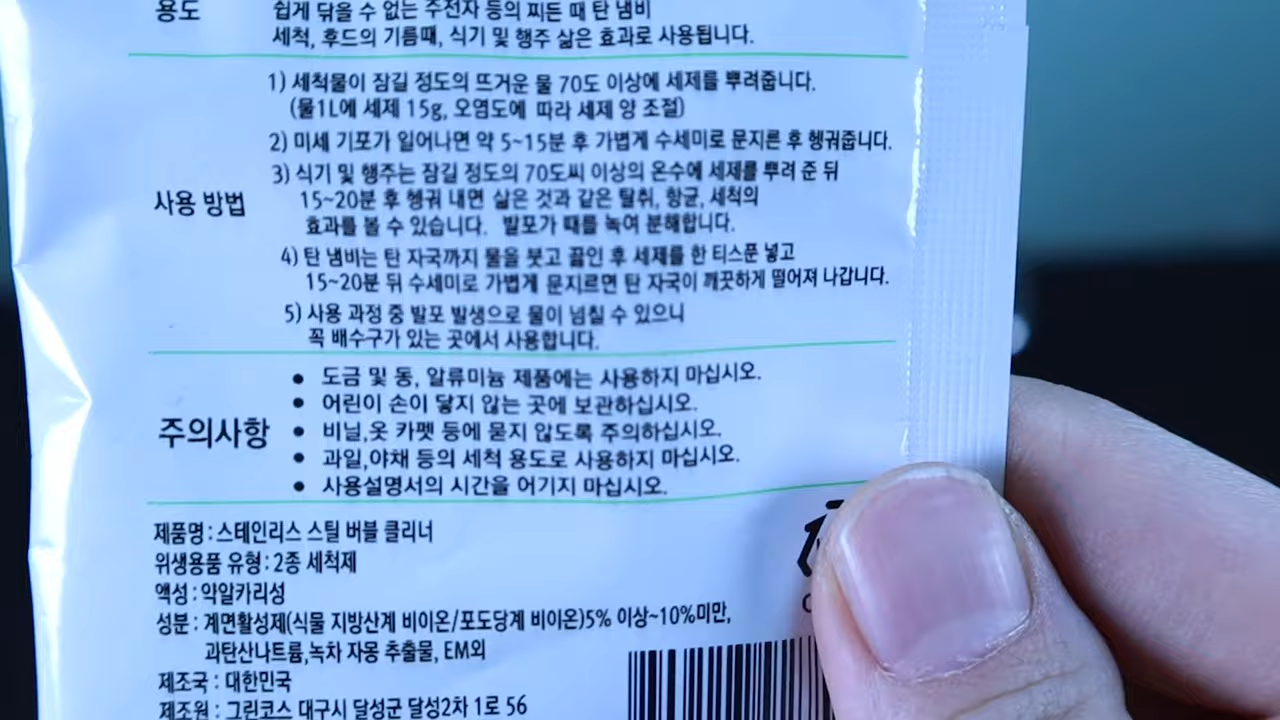 용도
쉽게 닦을 수 없는 주전자 등의 찌든 때 탄 냄비
세척, 후드의 기름때, 식기 및 행주 삶은 효과로 사용됩니다.
사용 방법
1) 세척물이 잠길 정도의 뜨거운 물 70도 이상에 세제를 뿌려줍니다.
(물1L에 세제 15g, 오염도에 따라 세제 양 조절)
2) 미세 기포가 일어나면 약 5~15분 후 가볍게 수세미로 문지른 후 헹궈줍니다.
3) 식기 및 행주는 잠길 정도의 70도씨 이상의 온수에 세제를 뿌려 준 뒤
15~20분 후 헹궈 내면 삶은 것과 같은 탈취, 항균, 세척의
효과를 볼 수 있습니다. 발포가 때를 녹여 분해합니다.
4) 탄 냄비는 탄 자국까지 물을 붓고 끓인 후 세제를 한 티스푼 넣고
15~20분 뒤 수세미로 가볍게 문지르면 탄 자국이 깨끗하게 떨어져 나갑니다.
5) 사용 과정 중 발포 발생으로 물이 넘칠 수 있으니
꼭 배수구가 있는 곳에서 사용합니다.
주의사항
● 도금 및 동, 알류미늄 제품에는 사용하지 마십시오.
● 어린이 손이 닿지 않는 곳에 보관하십시오.
● 비닐,옷 카펫 등에 묻지 않도록 주의하십시오.
● 과일,야채 등의 세척 용도로 사용하지 마십시오.
● 사용설명서의 시간을 어기지 마십시오.
제품명 : 스테인리스 스틸 버블 클리너
위생용품 유형 : 2종 세척제
액성 : 약알카리성
성분 : 계면활성제(식물 지방산계 비이온/포도당계 비이온)5% 이상~10%미만,
과탄산나트륨,녹차 자몽 추출물, EM외
제조국 : 대한민국
제조원 : 그린코스 대구시 달성군 달성2차 1로 56